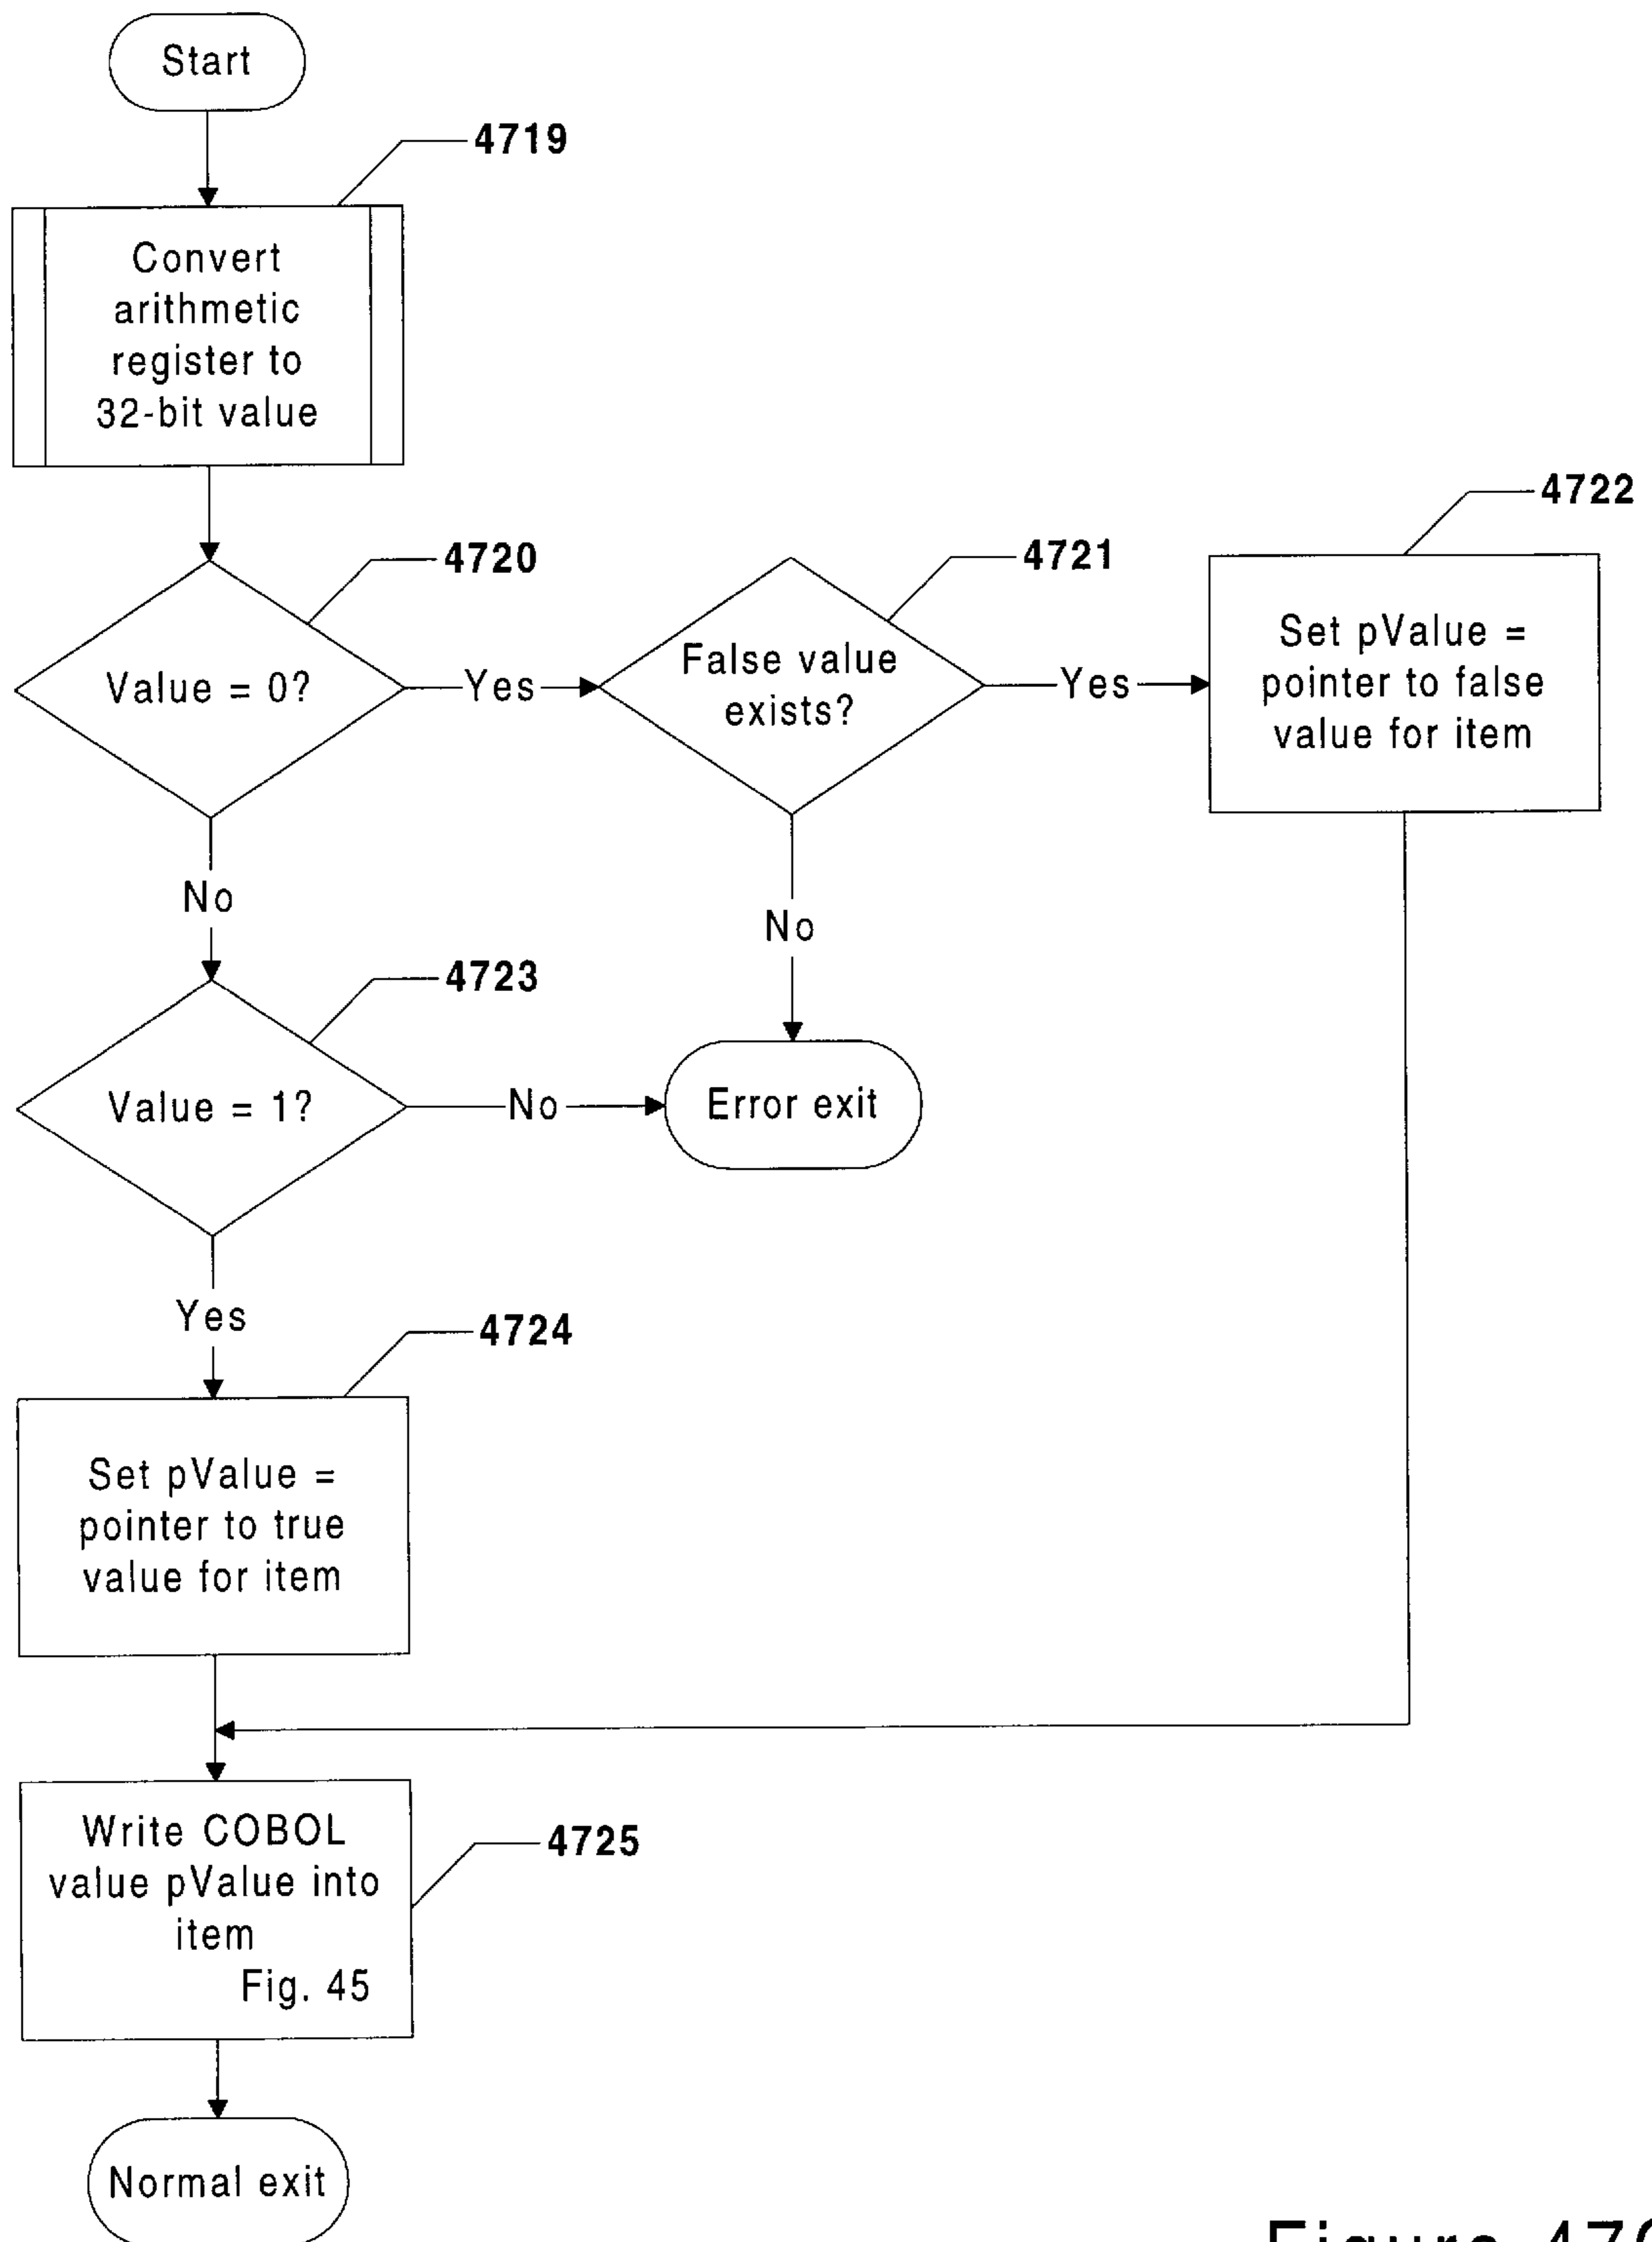 Start
4719
Convert
arithmetic
register to
32-bit value
4720
Value = 0?
Yes
4721
False value
exists?
Yes
4722
Set pValue =
pointer to false
value for item
No
No
4723
Value = 1?
No
Error exit
Yes
4724
Set pValue =
pointer to true
value for item
Write COBOL
value pValue into
item
Fig. 45
4725
Normal exit
Figure